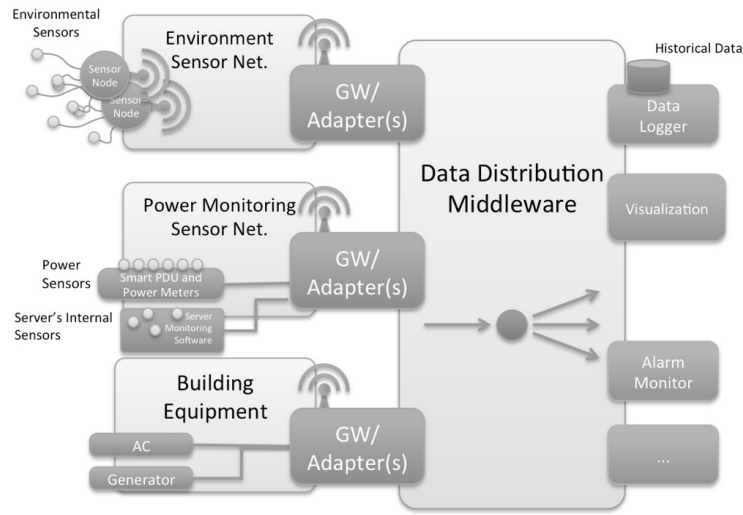 Environmental
Sensors
Environment
Sensor Net.
Sensor
Node
Sensor
Node
GW/
Adapter(s)
Historical Data
Data
Logger
Data Distribution
Middleware
Visualization
Power Monitoring
Sensor Net.
GW/
Adapter(s)
Power
Sensors
Smart PDU and
Power Meters
Server's Internal
Sensors
Server
Monitoring
Software
Alarm
Monitor
Building
Equipment
GW/
Adapter(s)
AC
Generator
...